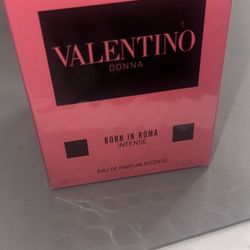 VALENTINO
DONNA
BORN IN ROMA
INTENSE
EAU DE PARFUM INTENSE